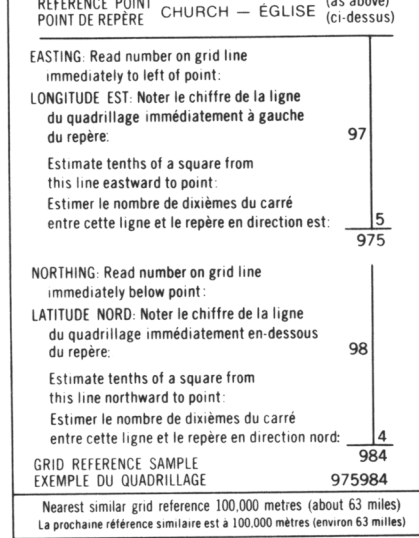 REFERENCE POINT
POINT DE REPÈRE CHURCH — ÉGLISE (as above)
(ci-dessus)
EASTING: Read number on grid line
immediately to left of point:
LONGITUDE EST: Noter le chiffre de la ligne
du quadrillage immédiatement à gauche
du repère: 97
Estimate tenths of a square from
this line eastward to point:
Estimer le nombre de dixièmes du carré
entre cette ligne et le repère en direction est: 5
975
NORTHING: Read number on grid line
immediately below point:
LATITUDE NORD: Noter le chiffre de la ligne
du quadrillage immédiatement en-dessous
du repère: 98
Estimate tenths of a square from
this line northward to point:
Estimer le nombre de dixièmes du carré
entre cette ligne et le repère en direction nord: 4
984
GRID REFERENCE SAMPLE
EXEMPLE DU QUADRILLAGE 975984
Nearest similar grid reference 100,000 metres (about 63 miles)
La prochaine référence similaire est à 100,000 mètres (environ 63 milles)